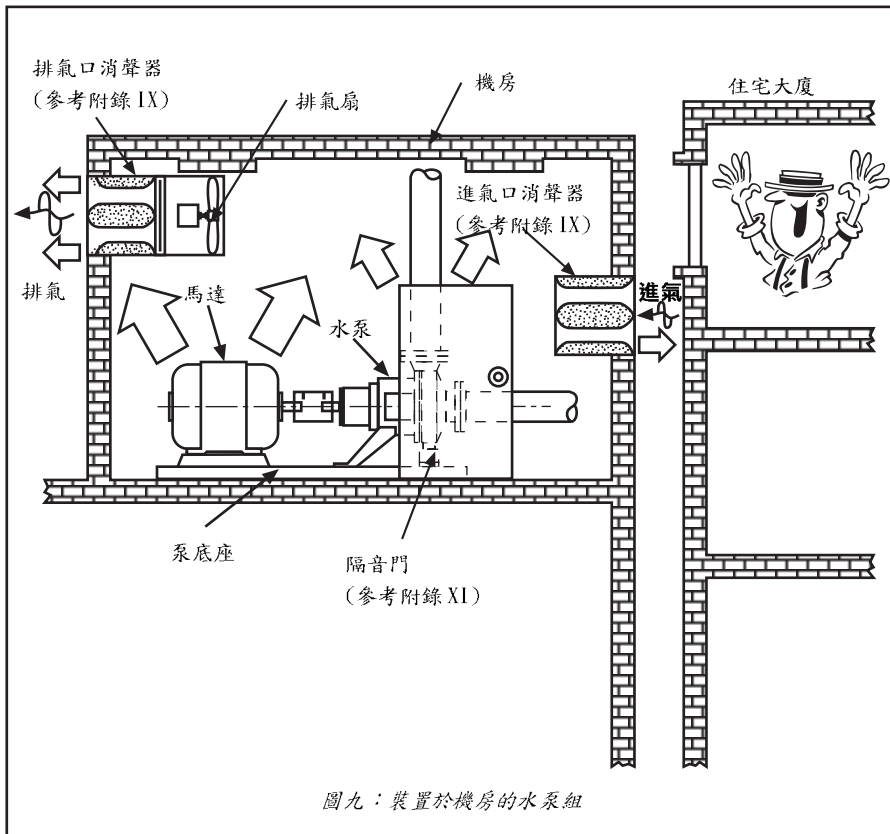 排氣口消聲器
(參考附錄 IX)
排氣扇
機房
住宅大廈
進氣口消聲器
(參考附錄 IX)
排氣
馬達
進氣
水泵
泵底座
隔音門
(參考附錄 XI)
圖九：裝置於機房的水泵組